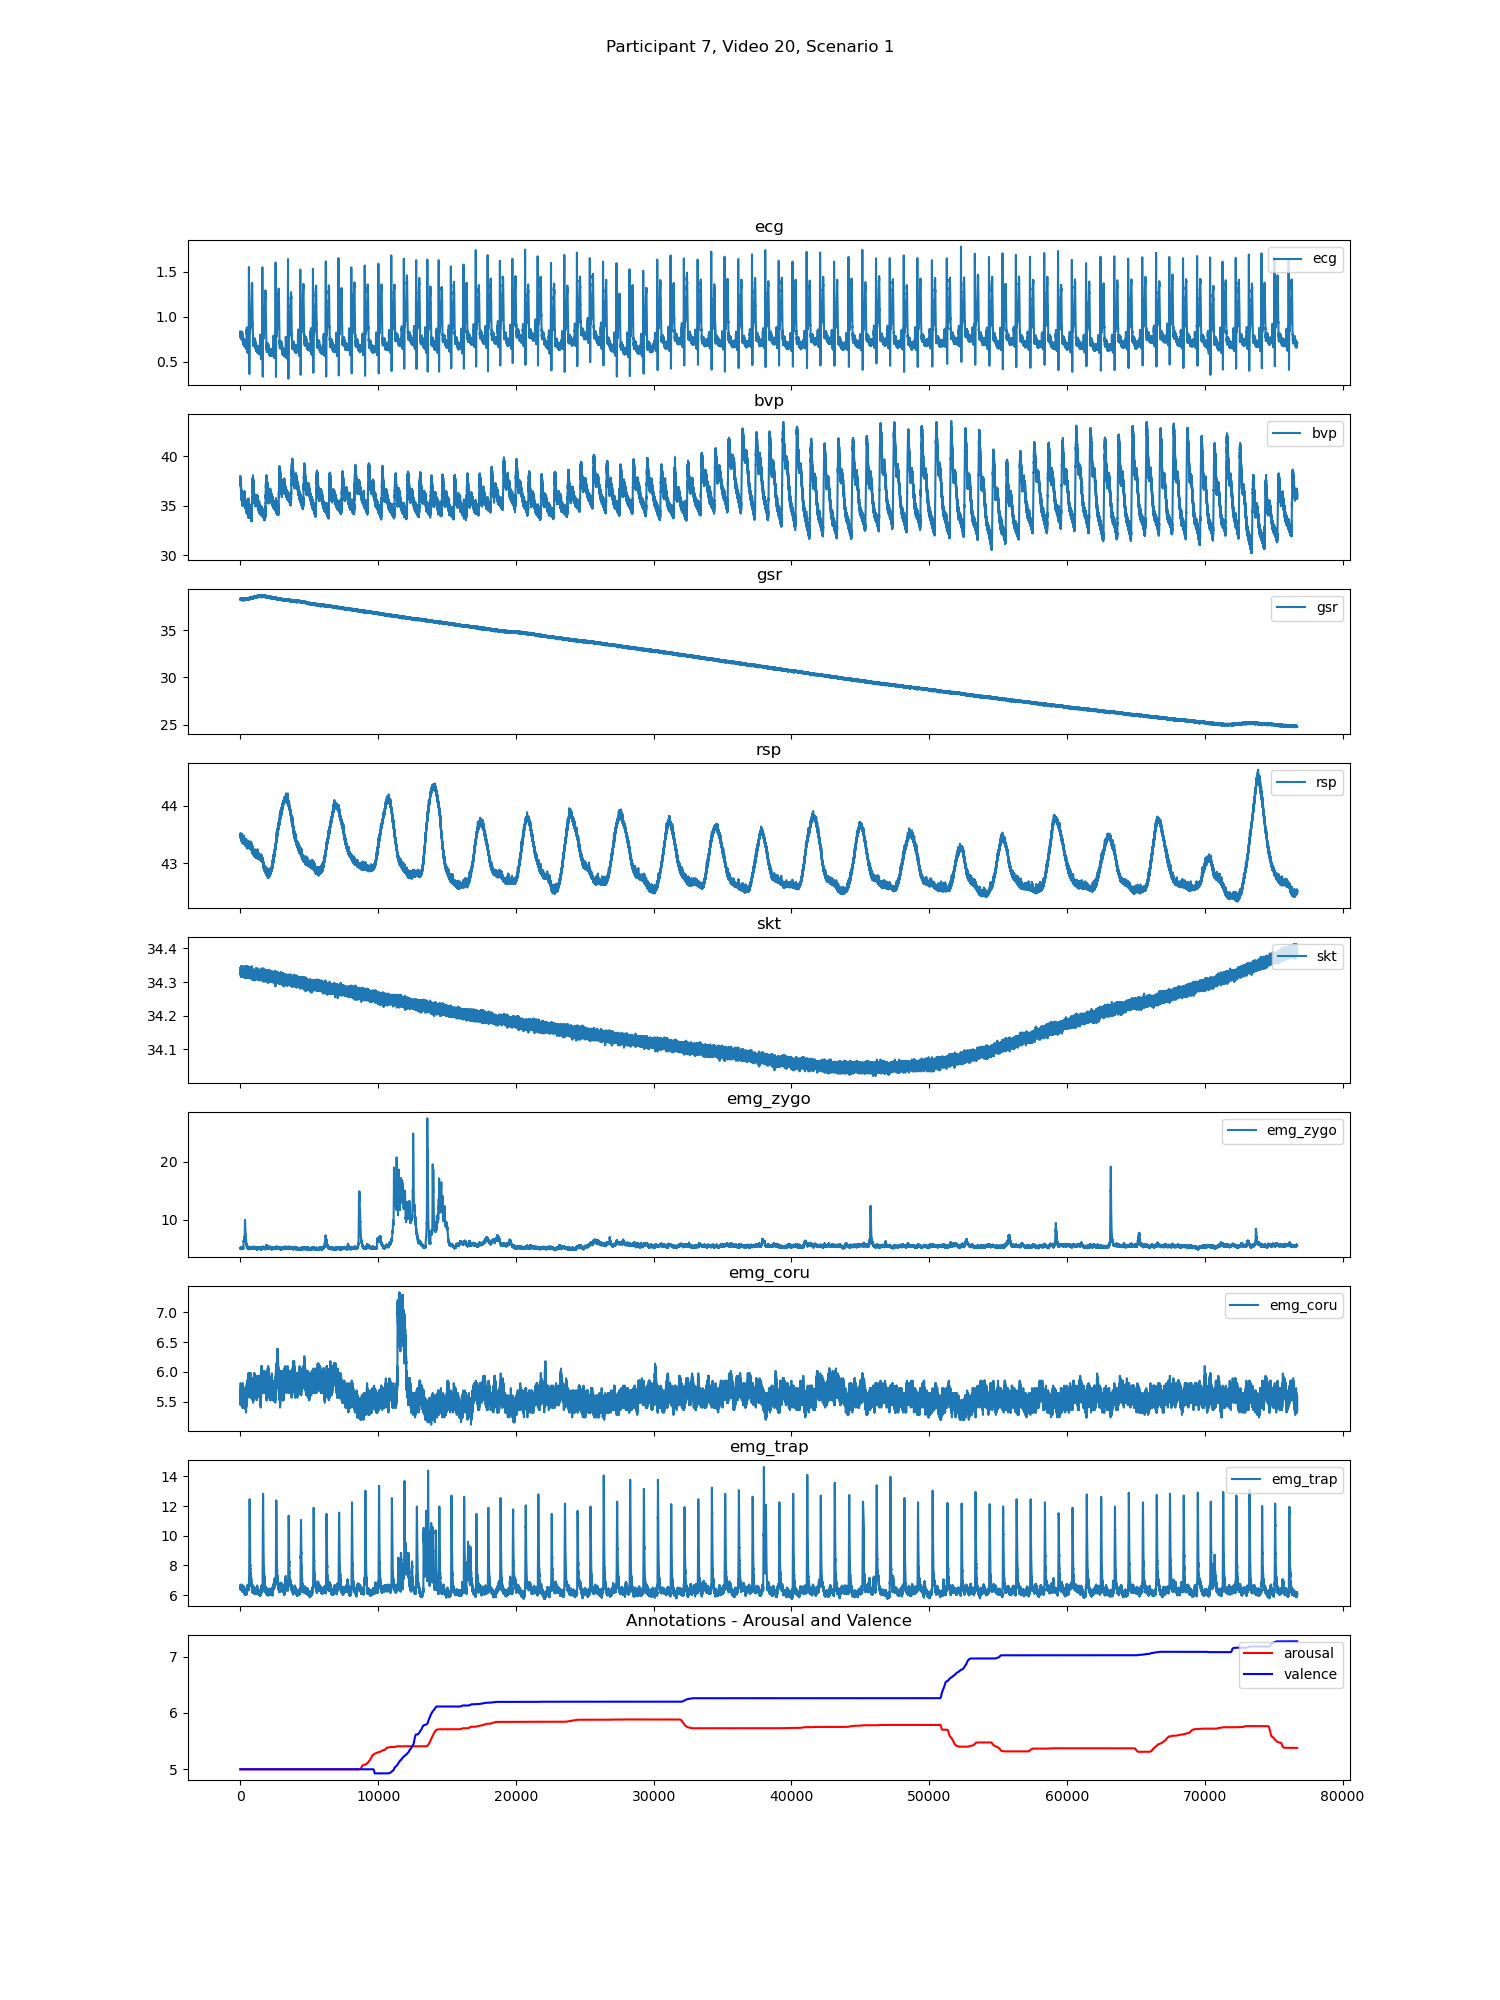 Participant 7, Video 20, Scenario 1
ecg
ecg
1.5
1.0
0.5
bvp
bvp
40
35
30
gsr
gsr
35
30
25
rsp
rsp
44
43
skt
skt
34.4
34.3
34.2
34.1
emg_zygo
emg_zygo
20
10
emg_coru
emg_coru
7.0
6.5
6.0
5.5
emg_trap
emg_trap
14
12
10
8
6
Annotations - Arousal and Valence
arousal
valence
7
6
5
0 10000 20000 30000 40000 50000 60000 70000 80000